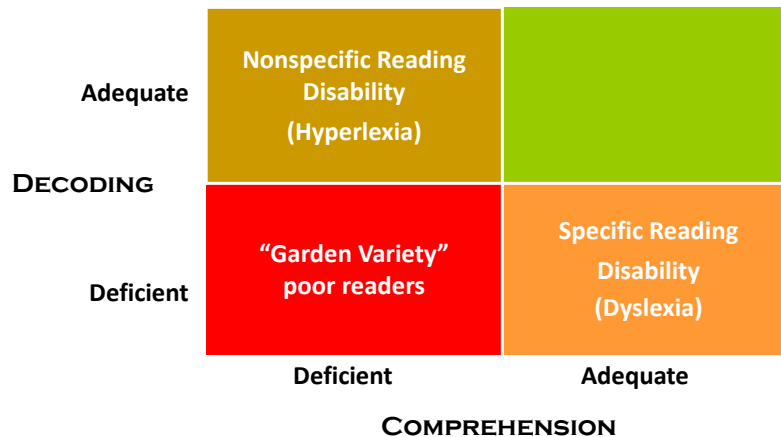 Nonspecific Reading
Disability
(Hyperlexia)
Adequate
DECODING
“Garden Variety”
poor readers
Specific Reading
Disability
(Dyslexia)
Deficient
Deficient
Adequate
COMPREHENSION